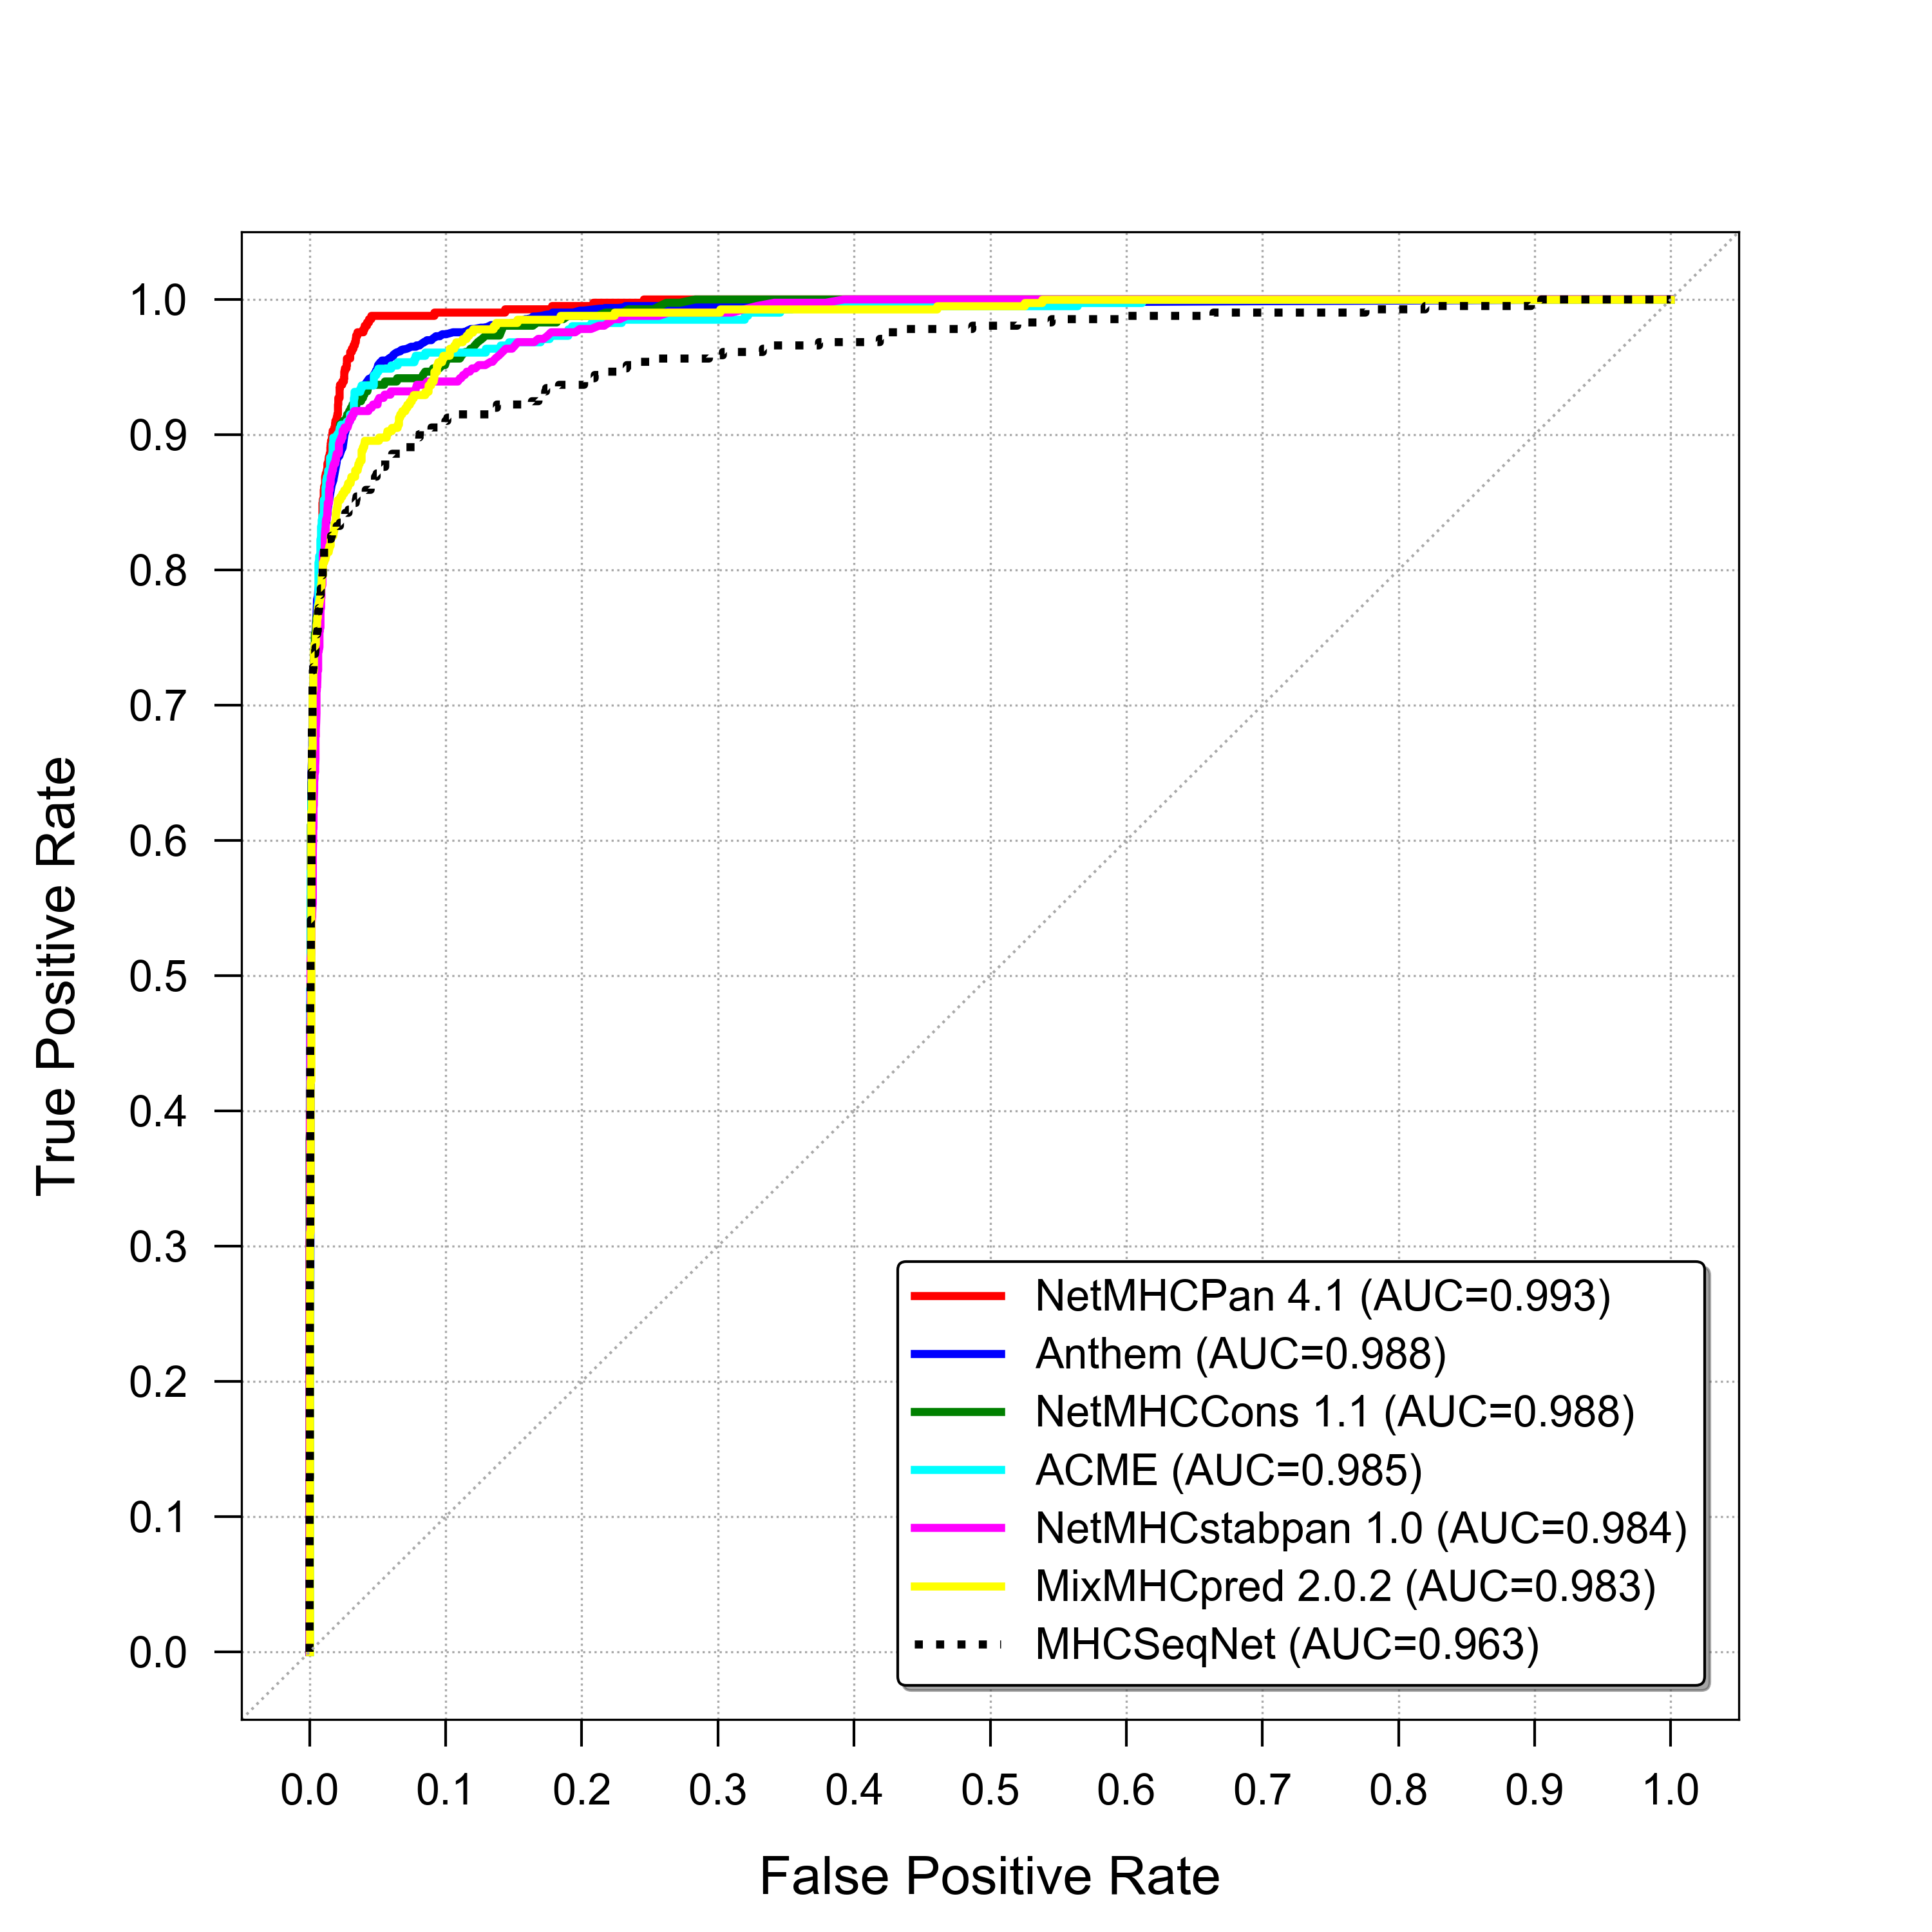 1.0
0.9
0.8
0.7
0.6
0.5
0.4
0.3
0.2
0.1
0.0
True Positive Rate
NetMHCPan 4.1 (AUC=0.993)
Anthem (AUC=0.988)
NetMHCCons 1.1 (AUC=0.988)
ACME (AUC=0.985)
NetMHCstabpan 1.0 (AUC=0.984)
MixMHCpred 2.0.2 (AUC=0.983)
MHCSeqNet (AUC=0.963)
0.0 0.1 0.2 0.3 0.4 0.5 0.6 0.7 0.8 0.9 1.0
False Positive Rate